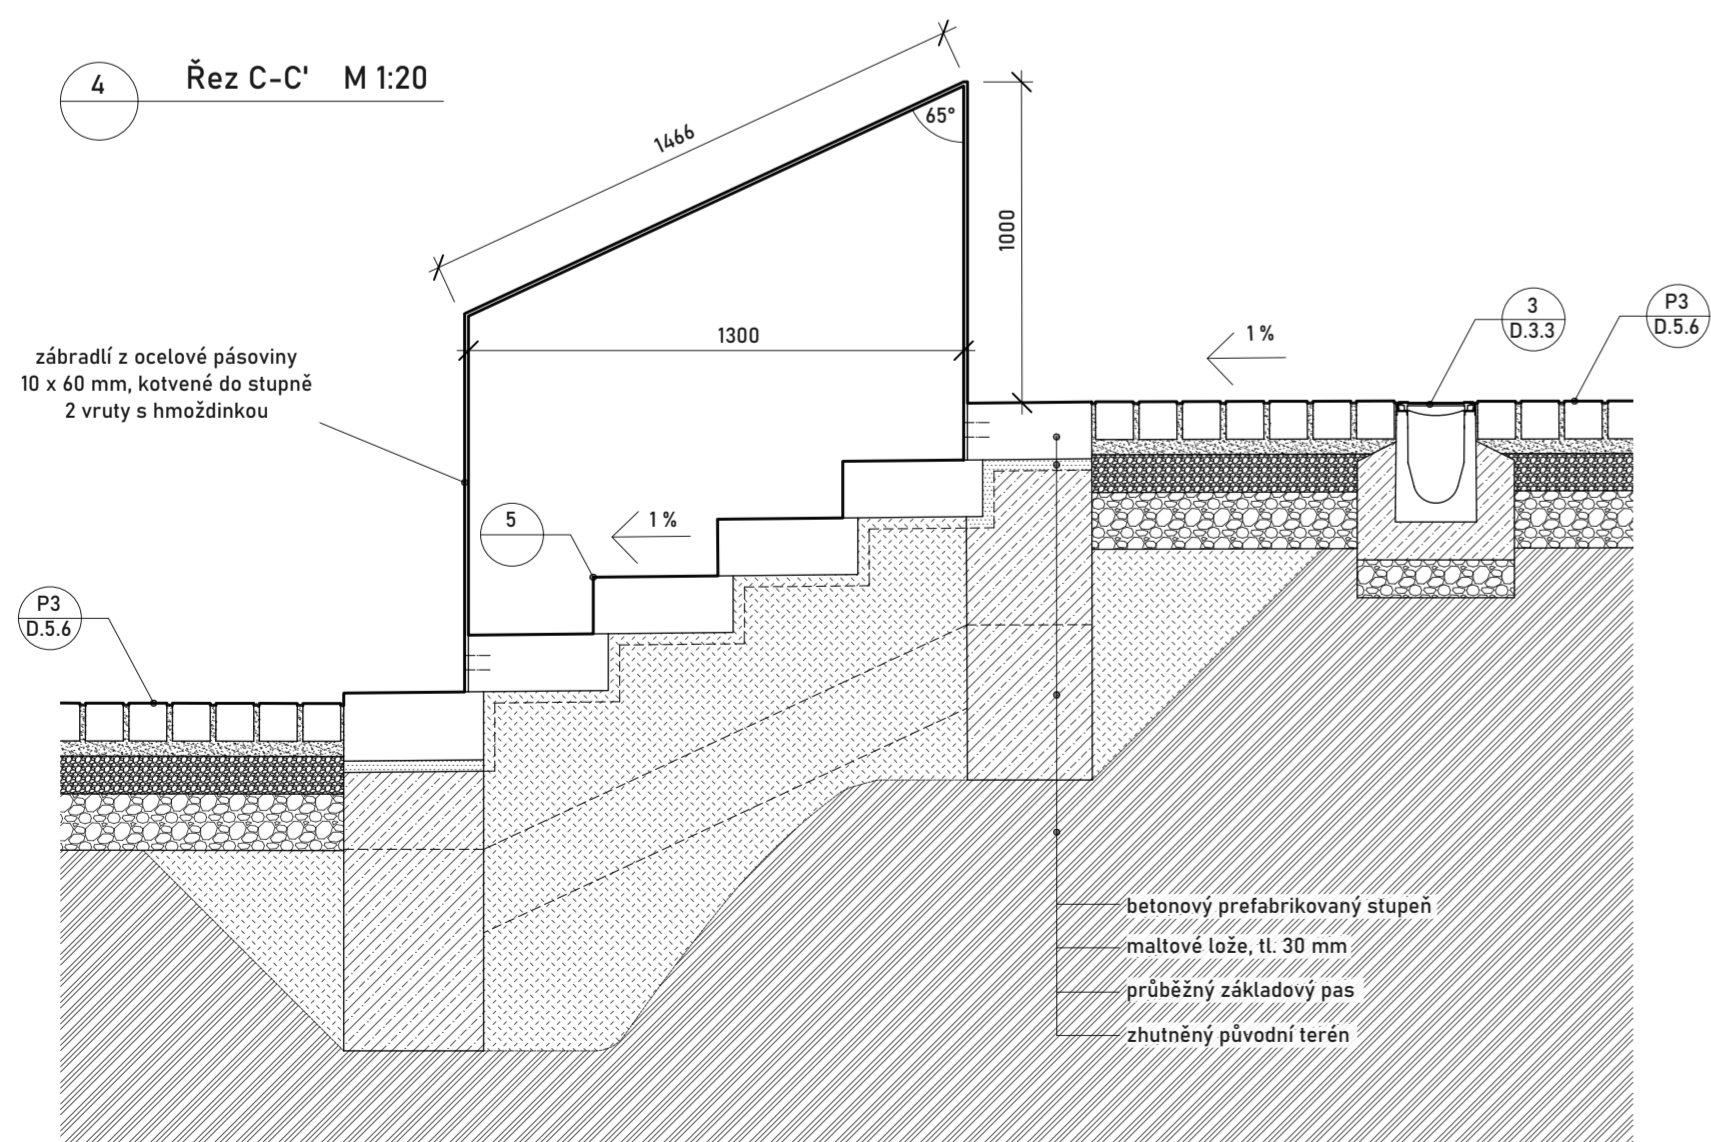 4
Řez C-C' M 1:20
1466
65°
1000
1300
zábradlí z ocelové pásoviny
10 x 60 mm, kotvené do stupně
2 vruty s hmoždinkou
1 %
3
D.3.3
P3
D.5.6
5
1 %
P3
D.5.6
betonový prefabrikovaný stupeň
maltové lože, tl. 30 mm
průběžný základový pas
zhutněný původní terén